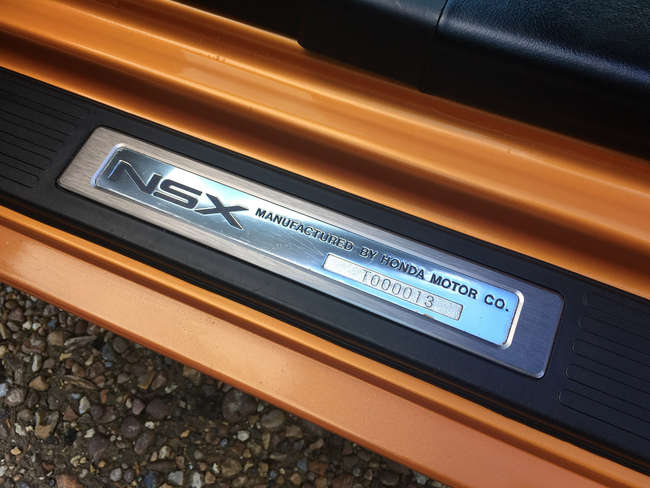 NSX MANUFACTURED BY HONDA MOTOR CO.
T000013